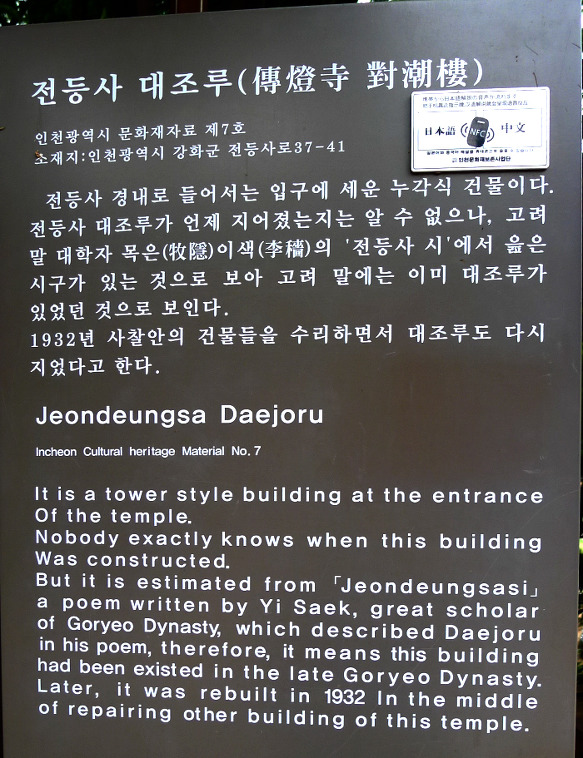 전등사 대조루(傳燈寺 對潮樓)
인천광역시 문화재자료 제7호
소재지:인천광역시 강화군 전등사로37-41
日本語 NFC 中文
인천문화재보존사업단
전등사 경내로 들어서는 입구에 세운 누각식 건물이다.
전등사 대조루가 언제 지어졌는지는 알 수 없으나, 고려
말 대학자 목은(牧隱)이색(李穡)의 '전등사 시'에서 읊은
시구가 있는 것으로 보아 고려 말에는 이미 대조루가
있었던 것으로 보인다.
1932년 사찰안의 건물들을 수리하면서 대조루도 다시
지었다고 한다.
Jeondeungsa Daejoru
Incheon Cultural heritage Material No. 7
It is a tower style building at the entrance
Of the temple.
Nobody exactly knows when this building
Was constructed.
But it is estimated from 「Jeondeungsasi」
a poem written by Yi Saek, great scholar
of Goryeo Dynasty, which described Daejoru
in his poem, therefore, it means this building
had been existed in the late Goryeo Dynasty.
Later, it was rebuilt in 1932 In the middle
of repairing other building of this temple.